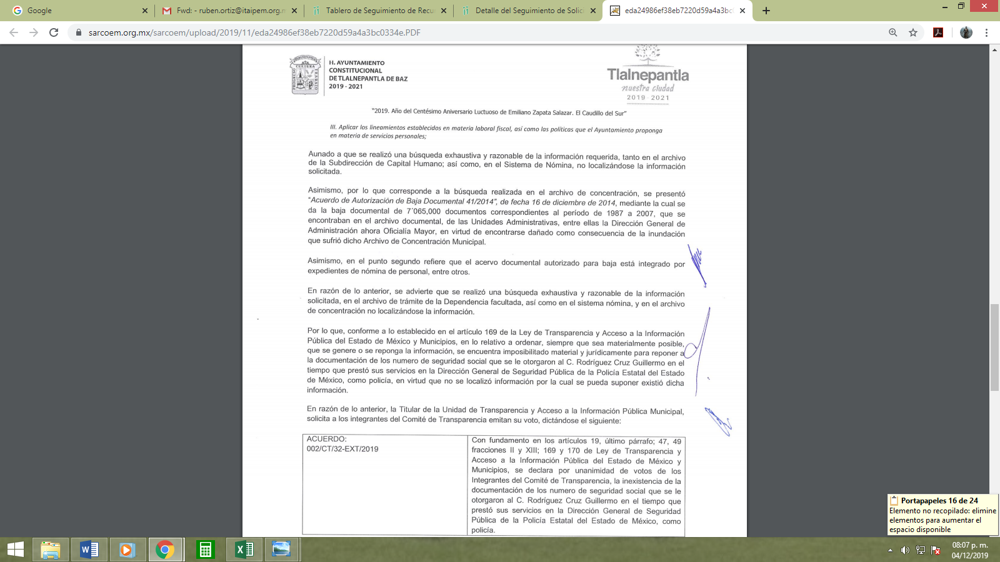 Google
Fwd: - ruben.ortiz@itaipem.org.m
Tablero de Seguimiento de Recu
Detalle del Seguimiento de Solici
eda24986ef38eb7220d59a4a3bc
sarcoem.org.mx/sarcoem/upload/2019/11/eda24986ef38eb7220d59a4a3bc0334e.PDF
H. AYUNTAMIENTO
CONSTITUCIONAL
DE TLALNEPANTLA DE BAZ
2019 - 2021
CULTURA
PROGRESO
TRABAJO
Tlalnepantla
nuestra ciudad
2019 - 2021
“2019. Año del Centésimo Aniversario Luctuoso de Emiliano Zapata Salazar. El Caudillo del Sur”
III. Aplicar los lineamientos establecidos en materia laboral fiscal, así como las políticas que el Ayuntamiento proponga
en materia de servicios personales;
Aunado a que se realizó una búsqueda exhaustiva y razonable de la información requerida, tanto en el archivo
de la Subdirección de Capital Humano; así como, en el Sistema de Nómina, no localizándose la información
solicitada.
Asimismo, por lo que corresponde a la búsqueda realizada en el archivo de concentración, se presentó
“Acuerdo de Autorización de Baja Documental 41/2014”, de fecha 16 de diciembre de 2014, mediante la cual se
da la baja documental de 7´065,000 documentos correspondientes al período de 1987 a 2007, que se
encontraban en el archivo documental, de las Unidades Administrativas, entre ellas la Dirección General de
Administración ahora Oficialía Mayor, en virtud de encontrarse dañado como consecuencia de la inundación
que sufrió dicho Archivo de Concentración Municipal.
Asimismo, en el punto segundo refiere que el acervo documental autorizado para baja está integrado por
expedientes de nómina de personal, entre otros.
En razón de lo anterior, se advierte que se realizó una búsqueda exhaustiva y razonable de la información
solicitada, en el archivo de trámite de la Dependencia facultada, así como en el sistema nómina, y en el archivo
de concentración no localizándose la información.
Por lo que, conforme a lo establecido en el artículo 169 de la Ley de Transparencia y Acceso a la Información
Pública del Estado de México y Municipios, en lo relativo a ordenar, siempre que sea materialmente posible,
que se genere o se reponga la información, se encuentra imposibilitado material y jurídicamente para reponer a
la documentación de los numero de seguridad social que se le otorgaron al C. Rodríguez Cruz Guillermo en el
tiempo que prestó sus servicios en la Dirección General de Seguridad Pública de la Policía Estatal del Estado
de México, como policía, en virtud que no se localizó información por la cual se pueda suponer existió dicha
información.
En razón de lo anterior, la Titular de la Unidad de Transparencia y Acceso a la Información Pública Municipal,
solicita a los integrantes del Comité de Transparencia emitan su voto, dictándose el siguiente:
ACUERDO:
002/CT/32-EXT/2019
Con fundamento en los artículos 19, último párrafo; 47, 49
fracciones II y XIII; 169 y 170 de Ley de Transparencia y
Acceso a la Información Pública del Estado de México y
Municipios, se declara por unanimidad de votos de los
Integrantes del Comité de Transparencia, la inexistencia de la
documentación de los numero de seguridad social que se le
otorgaron al C. Rodríguez Cruz Guillermo en el tiempo que
prestó sus servicios en la Dirección General de Seguridad
Pública de la Policía Estatal del Estado de México, como
policía.
Portapapeles 16 de 24
Elemento no recopilado: elimine
elementos para aumentar el
espacio disponible
08:07 p. m.
04/12/2019